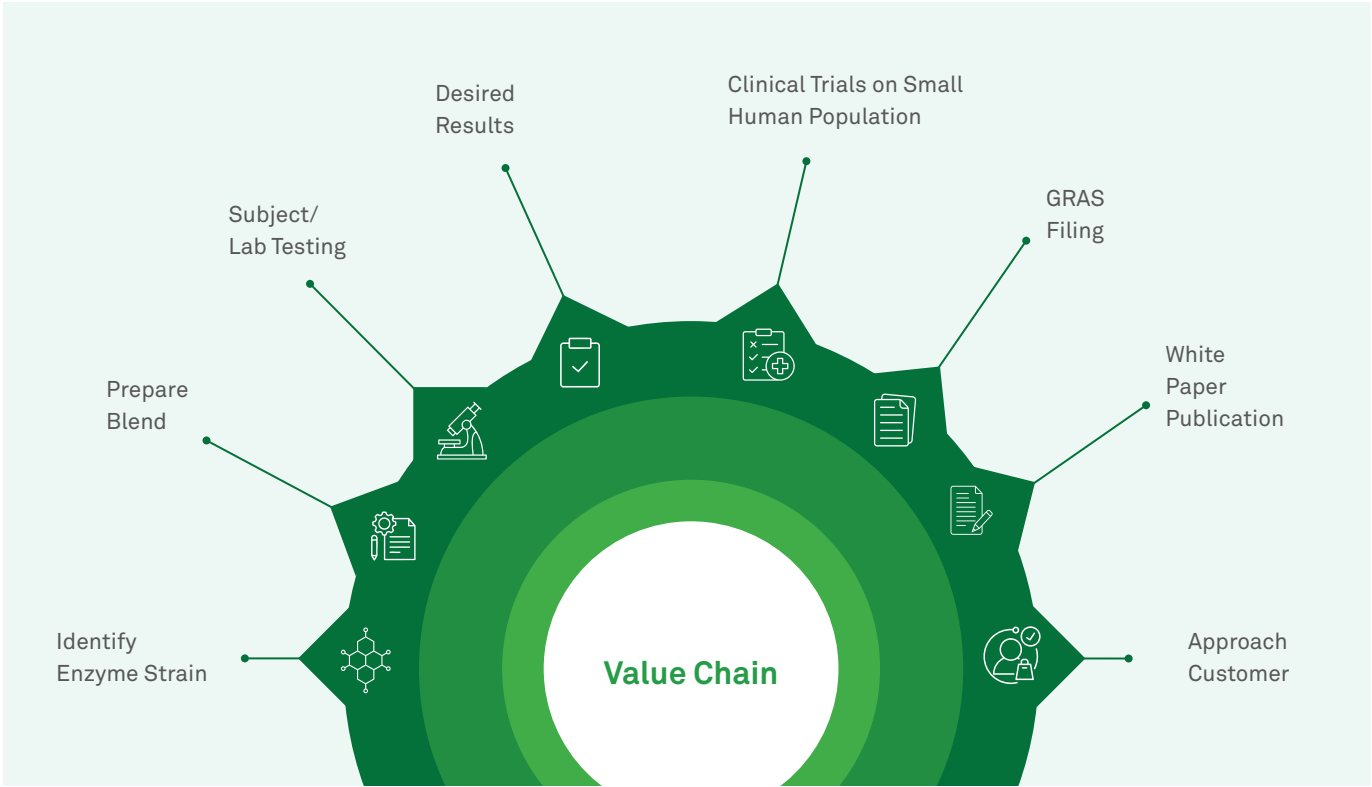 Identify
Enzyme Strain
Prepare
Blend
Subject/
Lab Testing
Desired
Results
Clinical Trials on Small
Human Population
GRAS
Filing
White
Paper
Publication
Approach
Customer
Value Chain